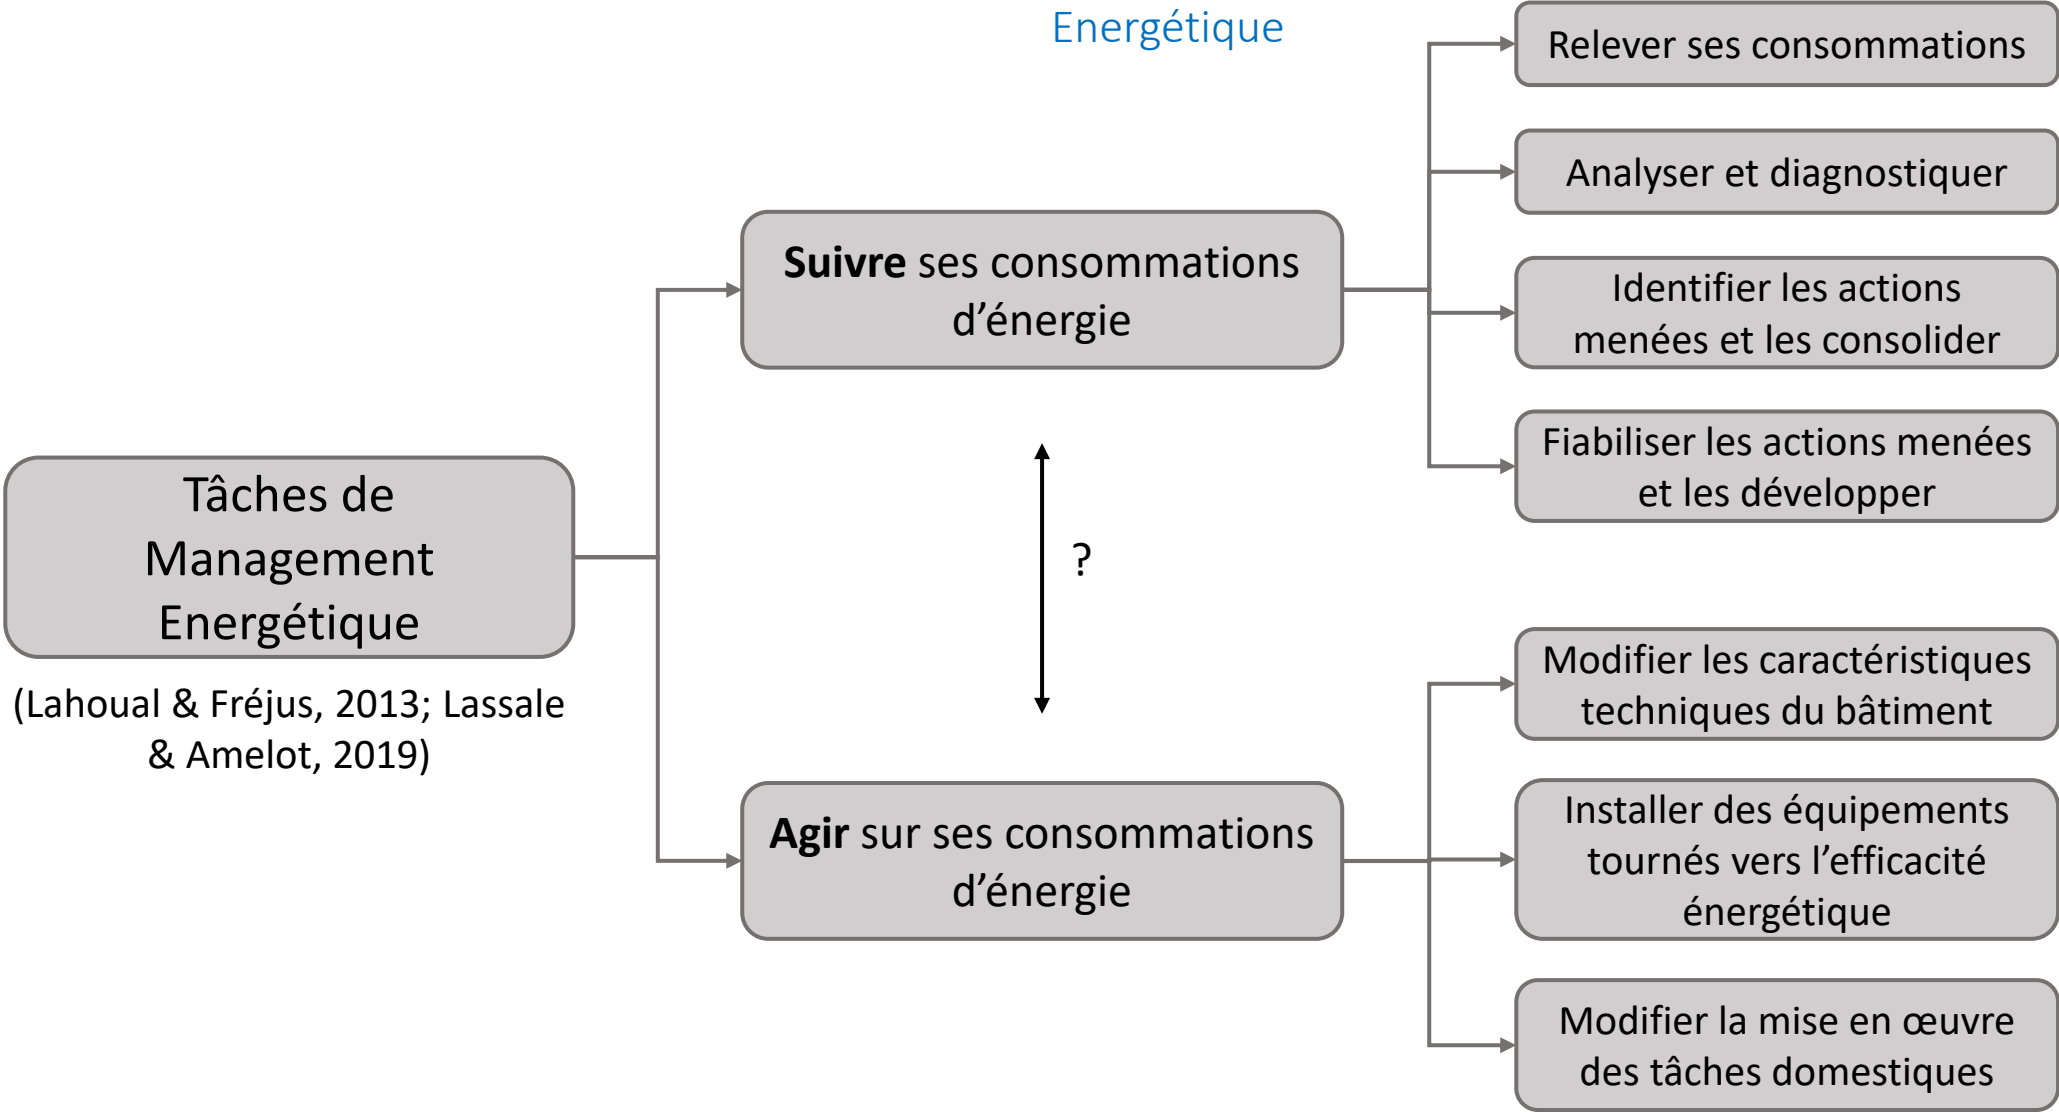 Energétique
Tâches de
Management
Energétique
(Lahoual & Fréjus, 2013; Lassale
& Amelot, 2019)
Suivre ses consommations
d’énergie
?
Agir sur ses consommations
d’énergie
Relever ses consommations
Analyser et diagnostiquer
Identifier les actions
menées et les consolider
Fiabiliser les actions menées
et les développer
Modifier les caractéristiques
techniques du bâtiment
Installer des équipements
tournés vers l’efficacité
énergétique
Modifier la mise en œuvre
des tâches domestiques